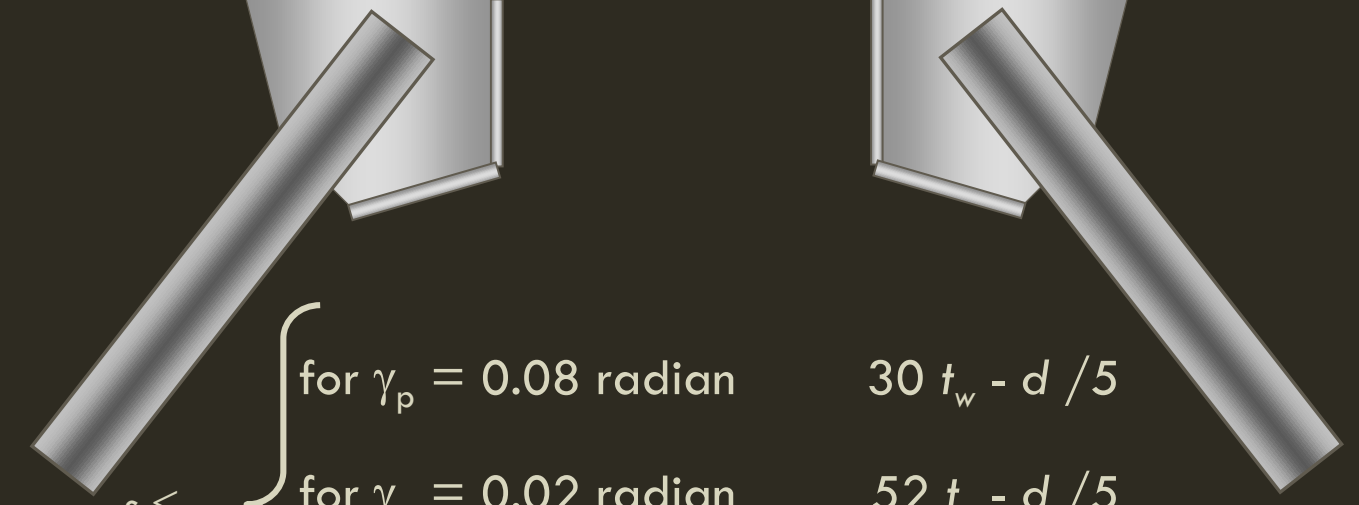 for γp = 0.08 radian 30 tw - d /5
s ≤ for γ = 0.02 radian 52 t - d /5